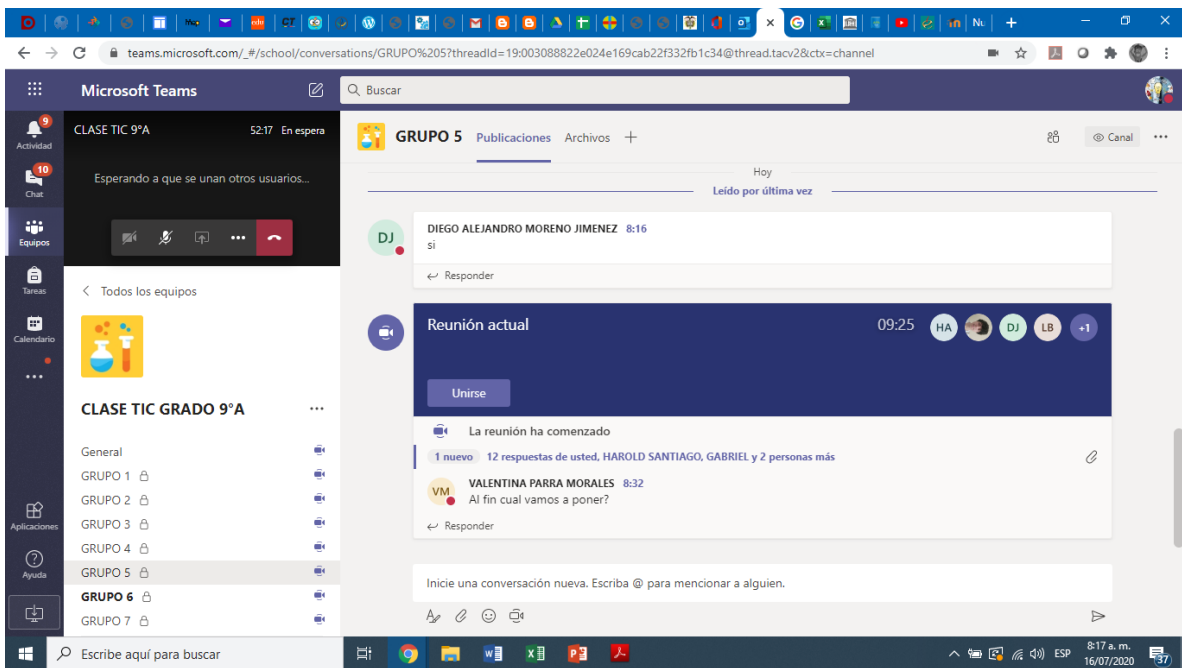 teams.microsoft.com/_#/school/conversations/GRUPO%205?threadId=19:003088822e024e169cab22f332fb1c34@thread.tacv2&ctx=channel
Microsoft Teams
Buscar
9
Actividad
10
Chat
Equipos
Tareas
Calendario
Aplicaciones
Ayuda
CLASE TIC 9°A 52:17 En espera
Esperando a que se unan otros usuarios...
Todos los equipos
CLASE TIC GRADO 9°A
General
GRUPO 1
GRUPO 2
GRUPO 3
GRUPO 4
GRUPO 5
GRUPO 6
GRUPO 7
GRUPO 5 Publicaciones Archivos
Canal
Hoy
Leído por última vez
DJ
DIEGO ALEJANDRO MORENO JIMENEZ 8:16
si
Responder
Reunión actual 09:25 HA DJ LB +1
Unirse
La reunión ha comenzado
1 nuevo 12 respuestas de usted, HAROLD SANTIAGO, GABRIEL y 2 personas más
VM
VALENTINA PARRA MORALES 8:32
Al fin cual vamos a poner?
Responder
Inicie una conversación nueva. Escriba @ para mencionar a alguien.
Escribe aquí para buscar
ESP
8:17 a. m.
16/07/2020
37